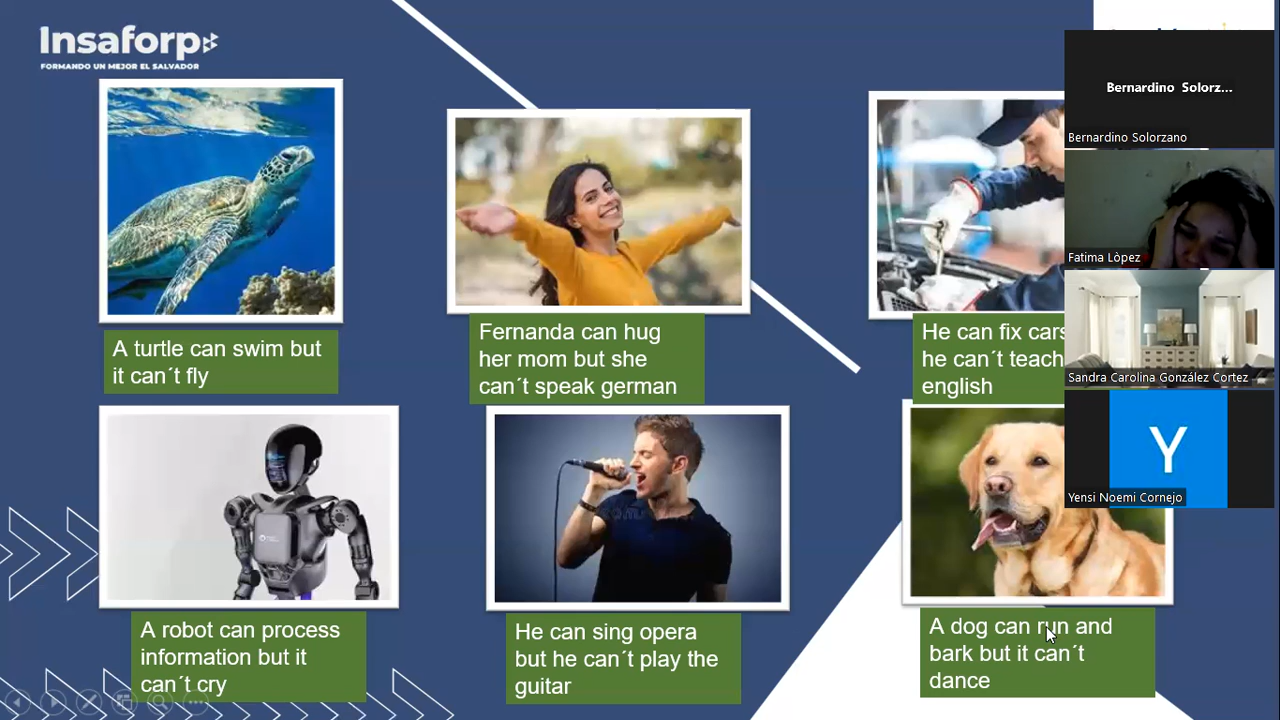 Insaforp
FORMANDO UN MEJOR EL SALVADOR
A turtle can swim but
it can´t fly
Fernanda can hug
her mom but she
can´t speak german
He can fix cars
he can´t teach
english
A robot can process
information but it
can´t cry
He can sing opera
but he can´t play the
guitar
A dog can run and
bark but it can´t
dance
Bernardino Solorz...
Bernardino Solorzano
Fatima Lòpez
Sandra Carolina González Cortez
Y
Yensi Noemi Cornejo